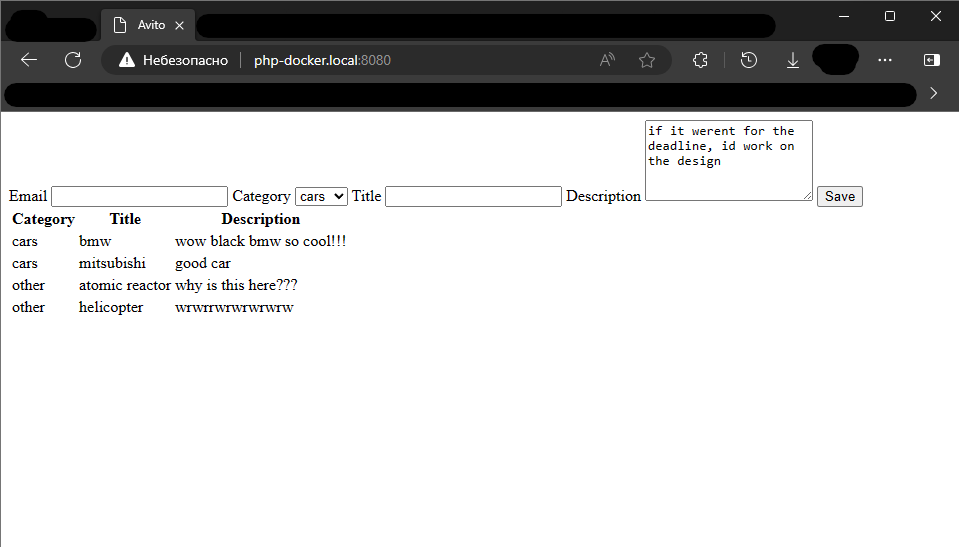 Avito
Небезопасно php-docker.local:8080
if it werent for the
deadline, id work on
the design
Email Category cars Title Description Save
Category Title Description
cars bmw wow black bmw so cool!!!
cars mitsubishi good car
other atomic reactor why is this here???
other helicopter wrwrrwrwrwrwrw